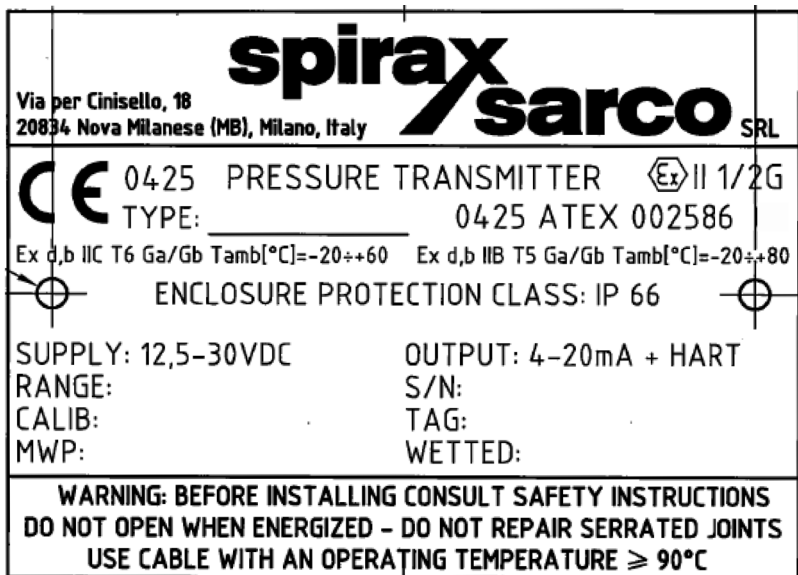 spirax
sarco SRL
Via per Cinisello, 18
20834 Nova Milanese (MB), Milano, Italy
CE 0425 PRESSURE TRANSMITTER Ex II 1/2G
TYPE: 0425 ATEX 002586
Ex d,b IIC T6 Ga/Gb Tamb[°C]=-20÷+60 Ex d,b IIB T5 Ga/Gb Tamb[°C]=-20÷+80
ENCLOSURE PROTECTION CLASS: IP 66
SUPPLY: 12,5-30VDC OUTPUT: 4-20mA + HART
RANGE: S/N:
CALIB: TAG:
MWP: WETTED:
WARNING: BEFORE INSTALLING CONSULT SAFETY INSTRUCTIONS
DO NOT OPEN WHEN ENERGIZED – DO NOT REPAIR SERRATED JOINTS
USE CABLE WITH AN OPERATING TEMPERATURE ⩾ 90°C